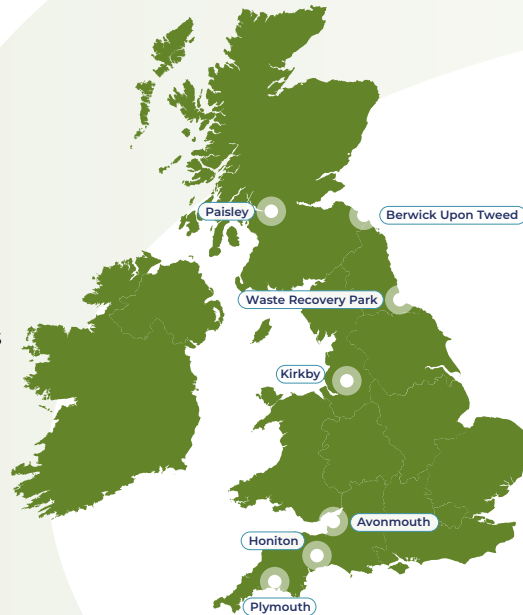 Paisley
Berwick Upon Tweed
Waste Recovery Park
Kirkby
Avonmouth
Honiton
Plymouth